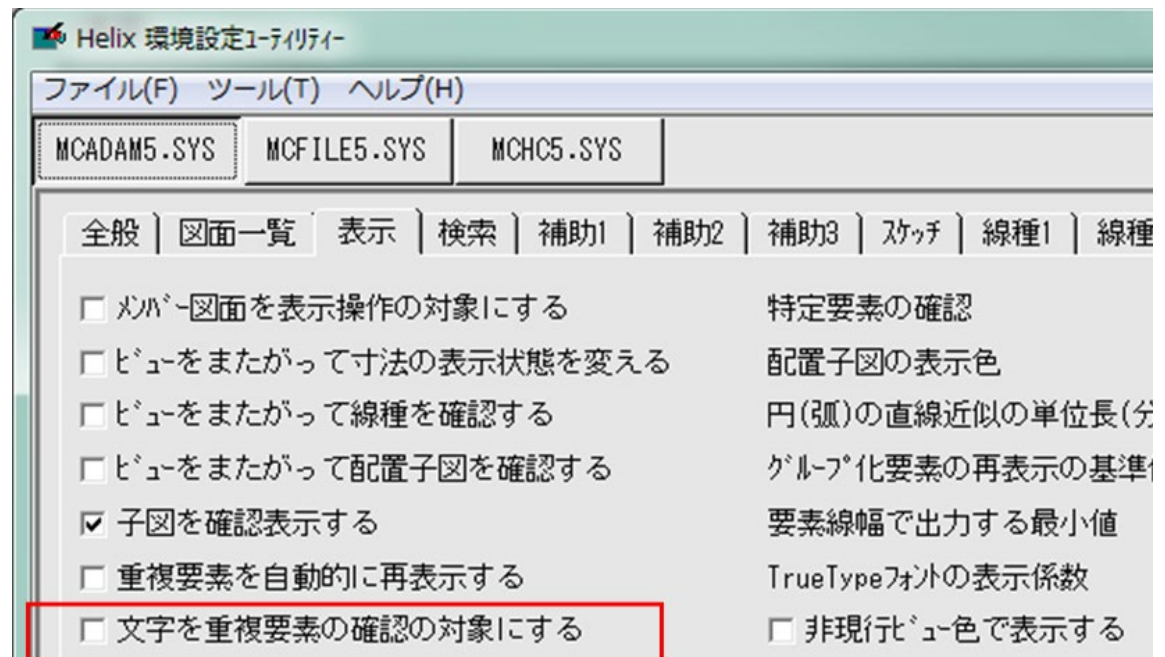 Helix 環境設定ﾕｰﾃｨﾘﾃｨｰ
ファイル(F) ツール(T) ヘルプ(H)
MCADAM5.SYS MCFILE5.SYS MCHC5.SYS
全般 図面一覧 表示 検索 補助1 補助2 補助3 ｽｹｯﾁ 線種1 線種
ﾒﾝﾊﾞｰ図面を表示操作の対象にする 特定要素の確認
ﾋﾞｭｰをまたがって寸法の表示状態を変える 配置子図の表示色
ﾋﾞｭｰをまたがって線種を確認する 円(弧)の直線近似の単位長(分
ﾋﾞｭｰをまたがって配置子図を確認する ｸﾞﾙｰﾌﾟ化要素の再表示の基準
子図を確認表示する 要素線幅で出力する最小値
重複要素を自動的に再表示する TrueTypeﾌｫﾝﾄの表示係数
文字を重複要素の確認の対象にする 非現行ﾋﾞｭｰ色で表示する